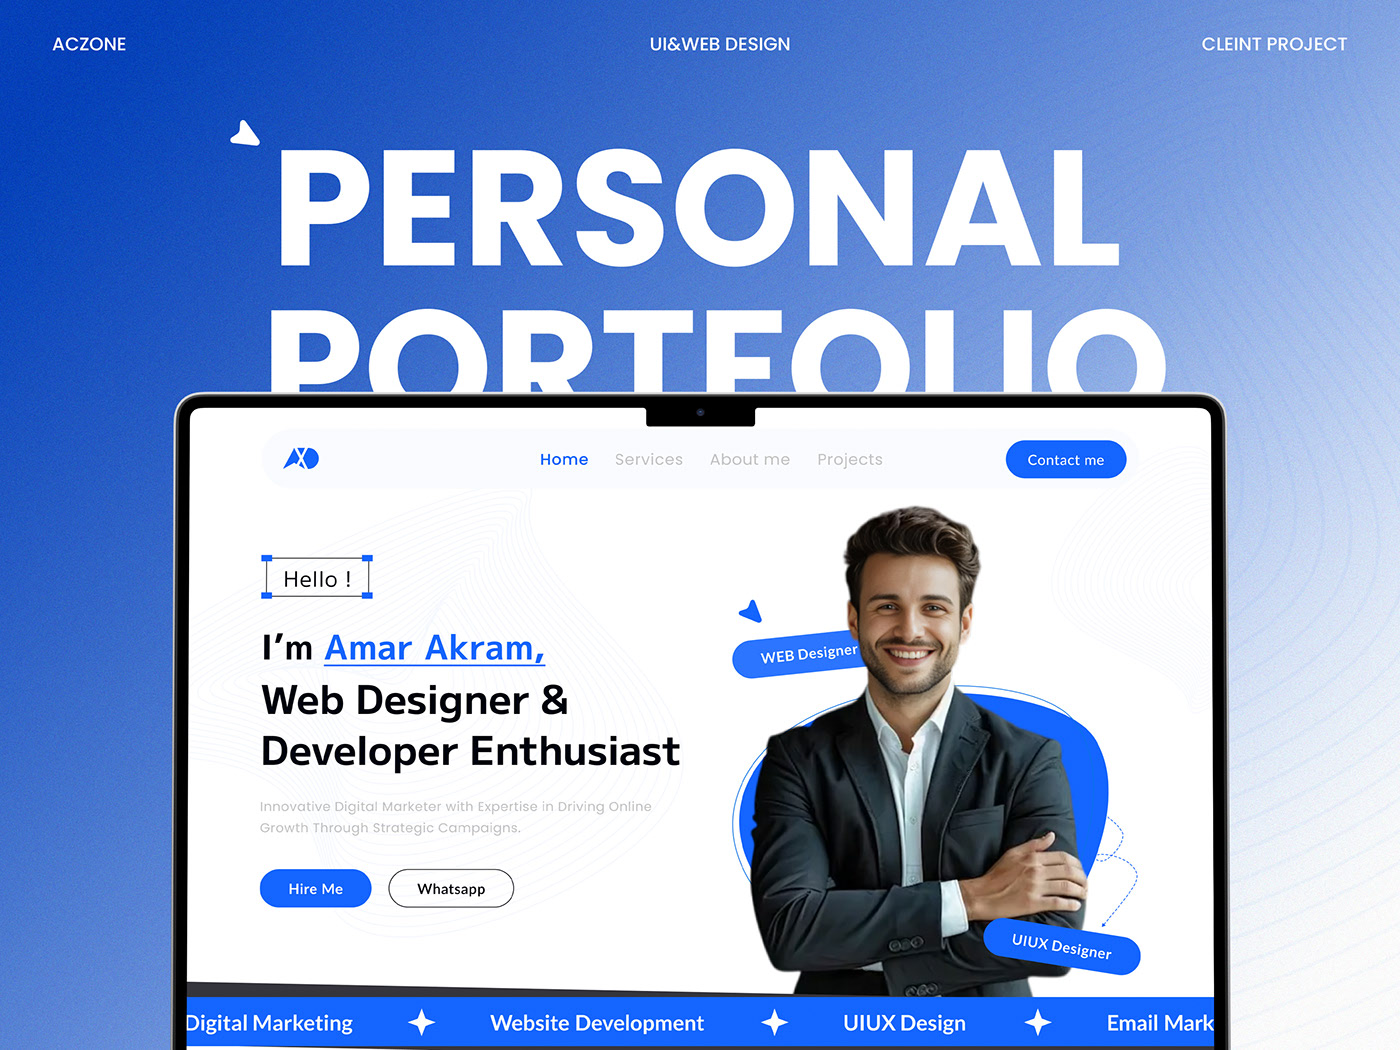 ACZONE
UI&WEB DESIGN
CLEINT PROJECT
PERSONAL
PORTFOLIO
Home
Services
About me
Projects
Contact me
Hello !
I’m Amar Akram,
Web Designer &
Developer Enthusiast
Innovative Digital Marketer with Expertise in Driving Online
Growth Through Strategic Campaigns.
Hire Me
Whatsapp
WEB Designer
UIUX Designer
Digital Marketing
Website Development
UIUX Design
Email Mark